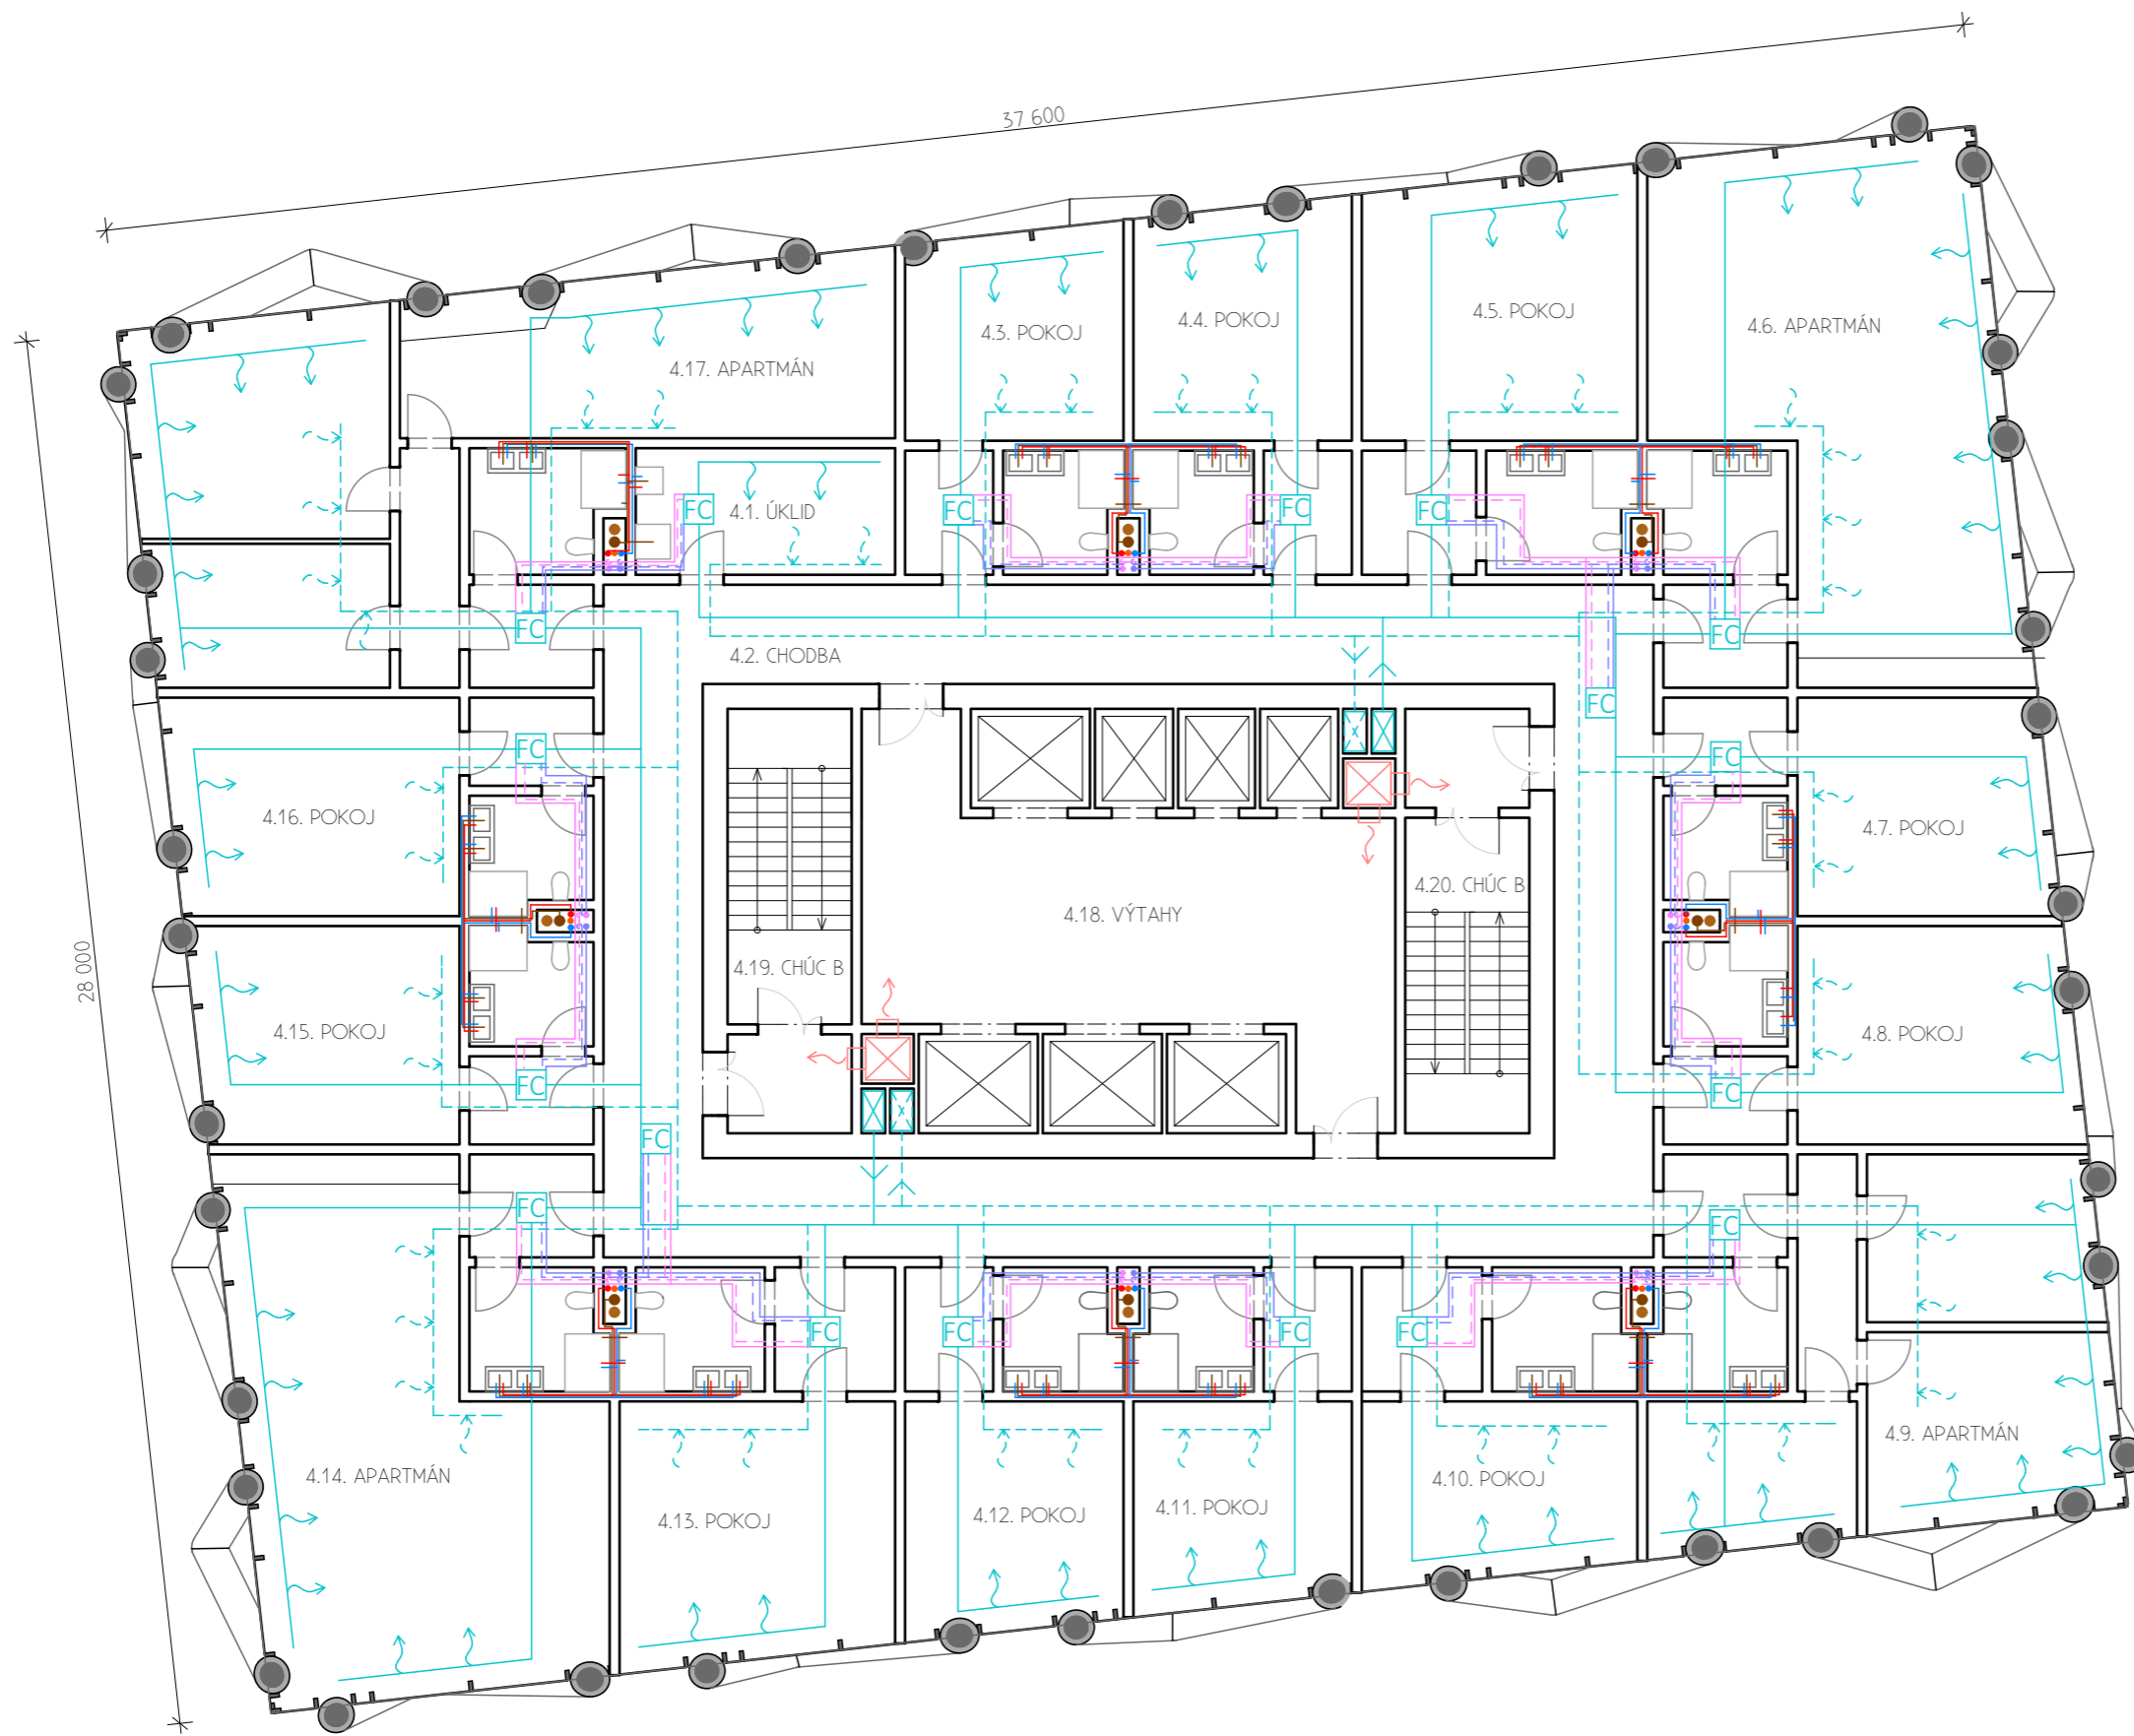 37 600
4.3. POKOJ
4.4. POKOJ
4.5. POKOJ
4.6. APARTMÁN
4.17. APARTMÁN
FC
4.1. ÚKLID
FC
FC
FC
FC
FC
4.2. CHODBA
FC
FC
FC
4.16. POKOJ
4.7. POKOJ
4.20. CHÚC B
4.18. VÝTAHY
4.19. CHÚC B
28 000
4.15. POKOJ
4.8. POKOJ
FC
FC
FC
FC
FC
FC
FC
FC
FC
4.9. APARTMÁN
4.14. APARTMÁN
4.10. POKOJ
4.13. POKOJ
4.12. POKOJ
4.11. POKOJ